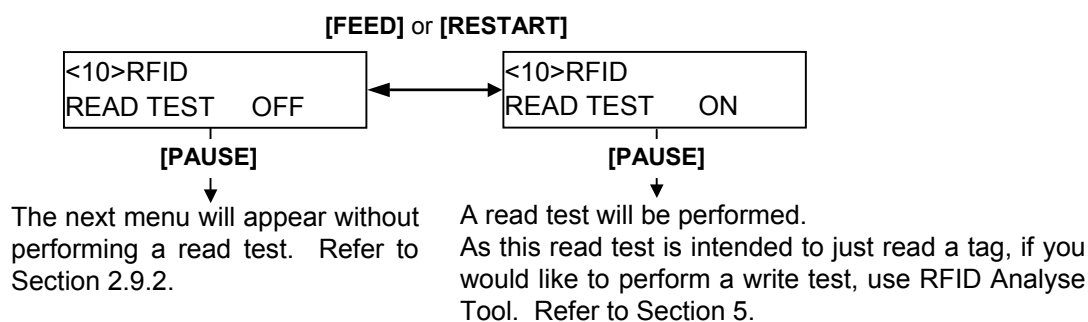 [FEED] or [RESTART]
<10>RFID
READ TEST OFF
<10>RFID
READ TEST ON
[PAUSE]
[PAUSE]
The next menu will appear without
performing a read test. Refer to
Section 2.9.2.
A read test will be performed.
As this read test is intended to just read a tag, if you
would like to perform a write test, use RFID Analyse
Tool. Refer to Section 5.